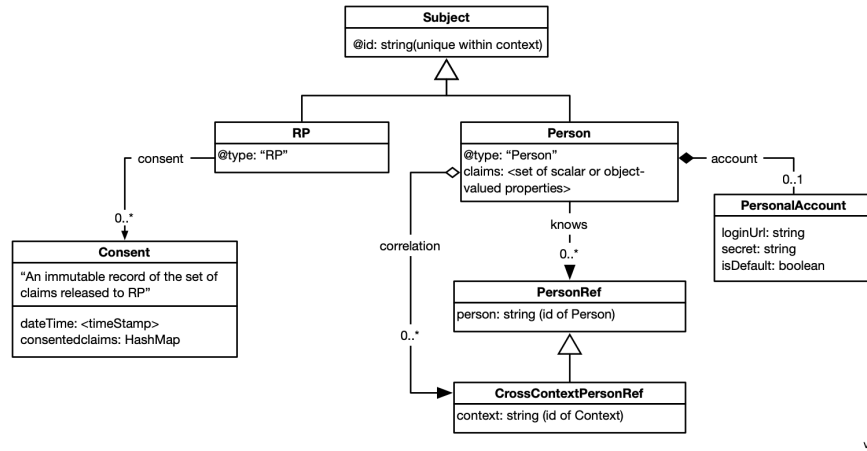 Subject
@id: string(unique within context)
RP
@type: “RP”
Person
@type: “Person”
claims: <set of scalar or object-
valued properties>
consent
account
0..1
PersonalAccount
loginUrl: string
secret: string
isDefault: boolean
0..*
knows
0..*
correlation
Consent
“An immutable record of the set of
claims released to RP”
dateTime: <timeStamp>
consentedclaims: HashMap
PersonRef
person: string (id of Person)
0..*
CrossContextPersonRef
context: string (id of Context)
v